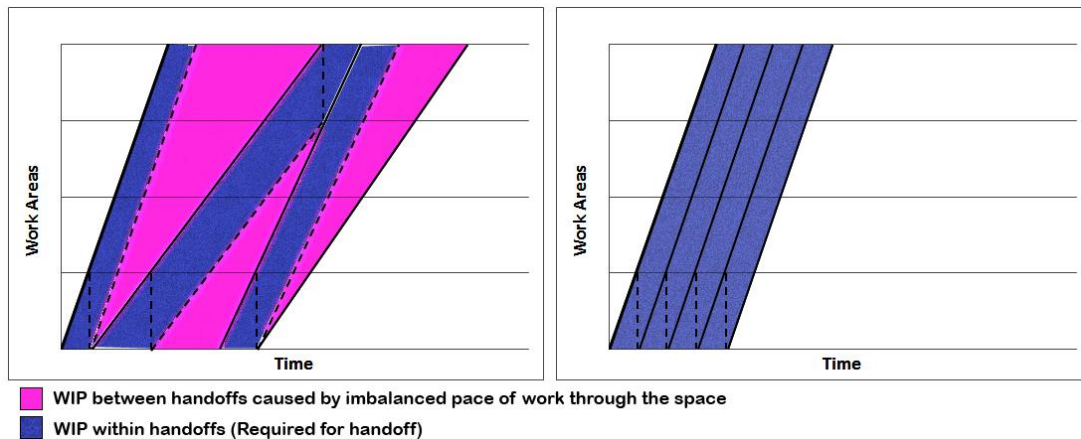 Work Areas
Time
Work Areas
Time
WIP between handoffs caused by imbalanced pace of work through the space
WIP within handoffs (Required for handoff)